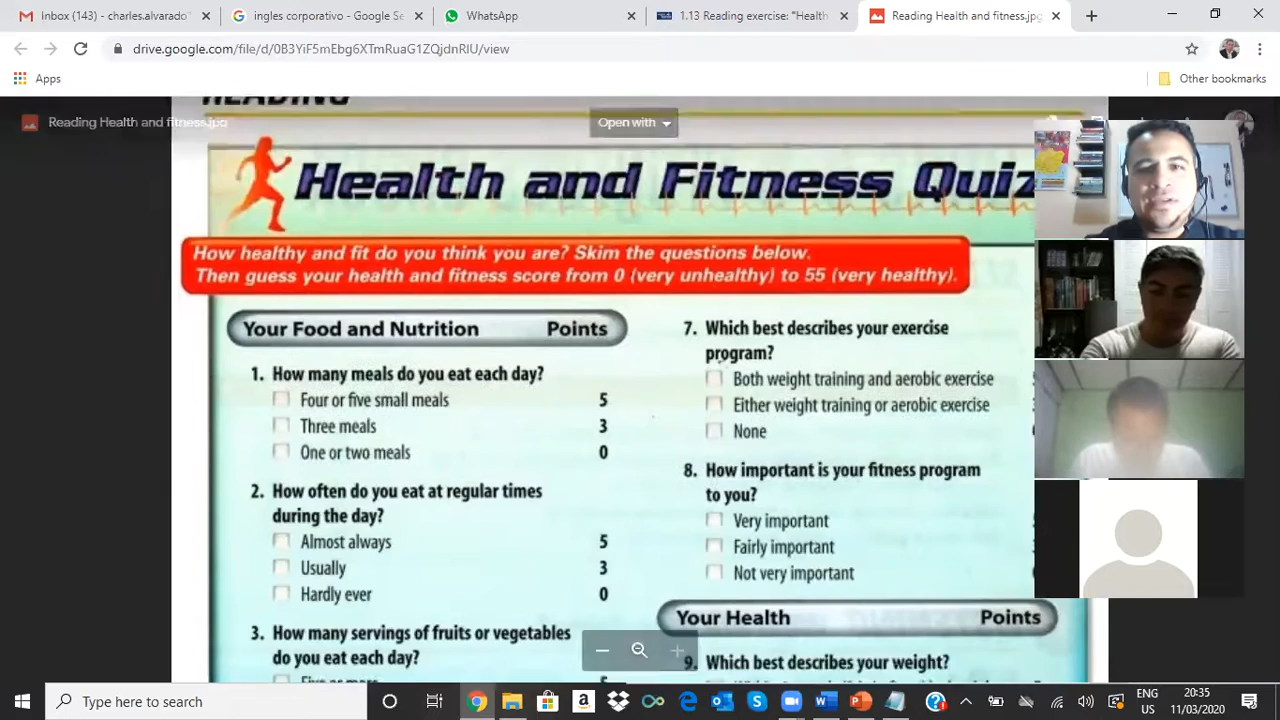 Inbox (143) - charles.alvarado
ingles corporativo - Google Se
WhatsApp
1.13 Reading exercise: "Health
Reading Health and fitness.jpg
drive.google.com/file/d/0B3YiF5mEbg6XTmRuaG1ZQjdnRlU/view
Apps
Other bookmarks
READING
Reading Health and fitness.jpg
Open with
Health and Fitness Quiz
How healthy and fit do you think you are? Skim the questions below.
Then guess your health and fitness score from 0 (very unhealthy) to 55 (very healthy).
Your Food and Nutrition Points
1. How many meals do you eat each day?
Four or five small meals 5
Three meals 3
One or two meals 0
2. How often do you eat at regular times
during the day?
Almost always 5
Usually 3
Hardly ever 0
3. How many servings of fruits or vegetables
do you eat each day?
Five or more 5
7. Which best describes your exercise
program?
Both weight training and aerobic exercise
Either weight training or aerobic exercise
None
8. How important is your fitness program
to you?
Very important
Fairly important
Not very important
Your Health Points
9. Which best describes your weight?
Type here to search
ENG
US
20:35
11/03/2020